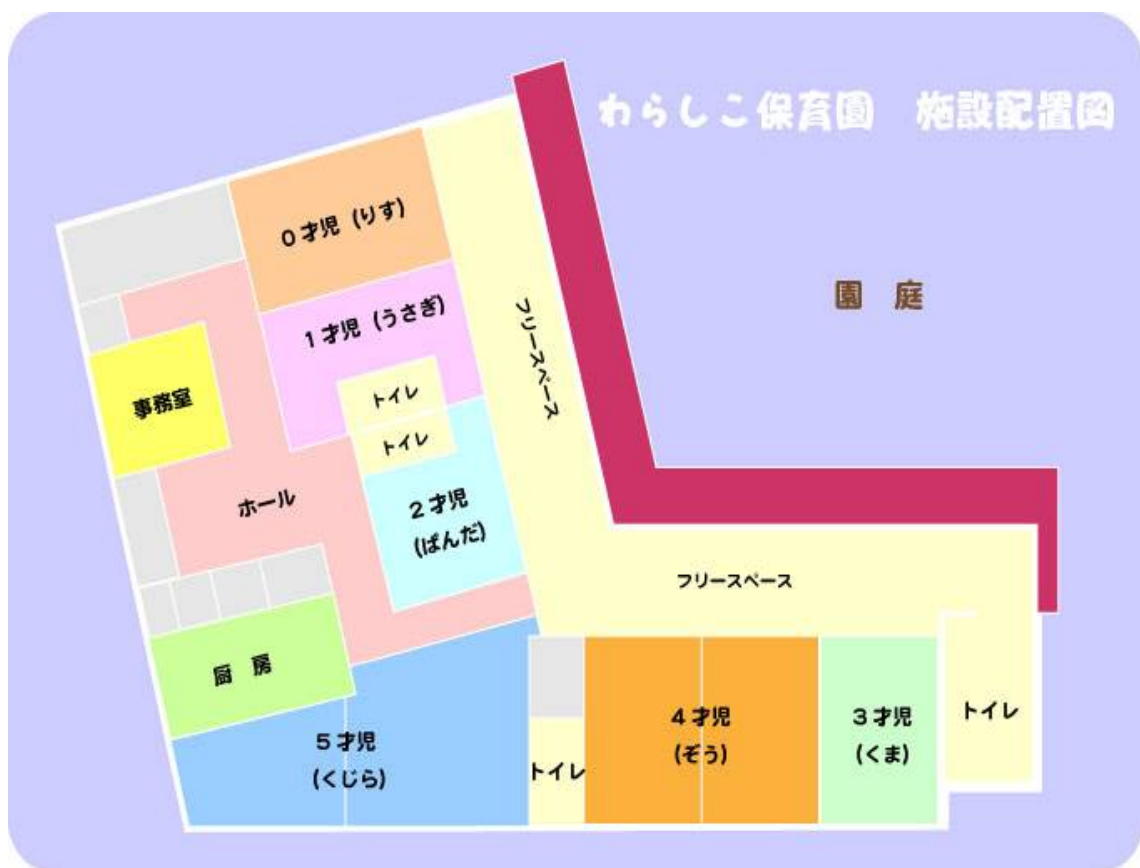 わらしこ保育園　施設配置図
園　庭
0才児（りす）
1才児（うさぎ）
フリースペース
トイレ
トイレ
事務室
ホール
2才児
（ぱんだ）
フリースペース
厨　房
5才児
（くじら）
トイレ
4才児
（ぞう）
3才児
（くま）
トイレ